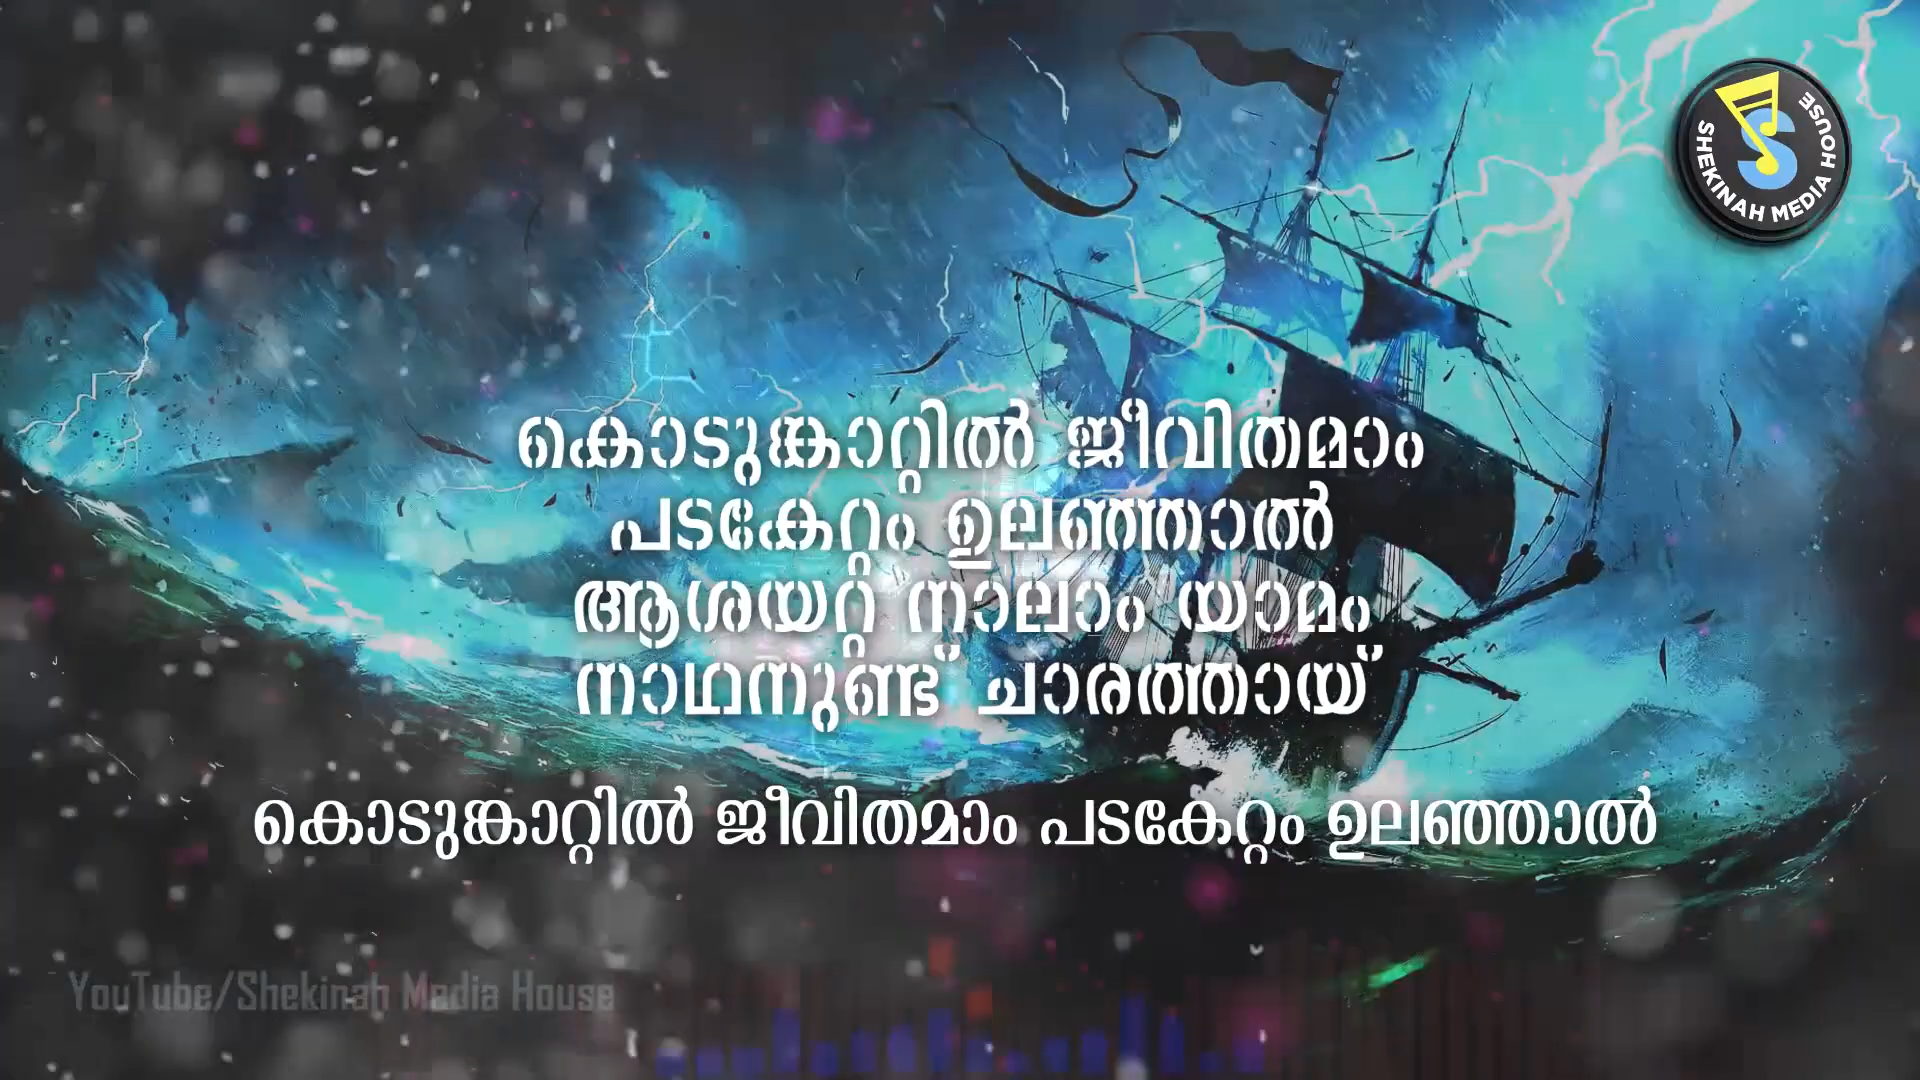 SHEKINAH MEDIA HOUSE
കൊടുങ്കാറ്റിൽ ജീവിതമാം
പടകേറ്റം ഉലഞ്ഞാൽ
ആശയറ്റ നാലാം യാമം
നാഥനുണ്ട് ചാരത്തായ്
കൊടുങ്കാറ്റിൽ ജീവിതമാം പടകേറ്റം ഉലഞ്ഞാൽ
YouTube/Shekinah Media House